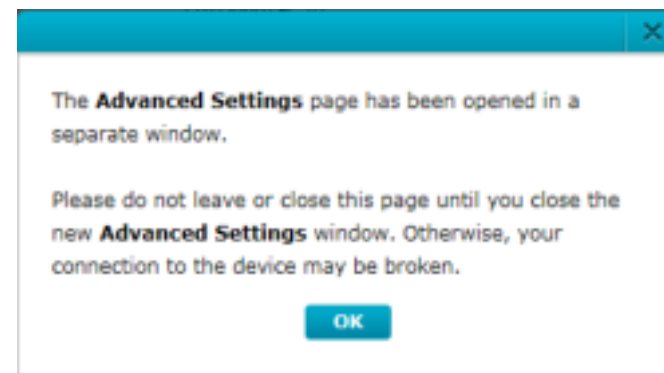 The Advanced Settings page has been opened in a
separate window.
Please do not leave or close this page until you close the
new Advanced Settings window. Otherwise, your
connection to the device may be broken.
OK